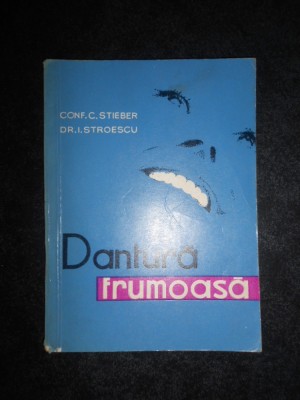 CONF. C. STIEBER
DR. I. STROESCU
Dantură
frumoasă